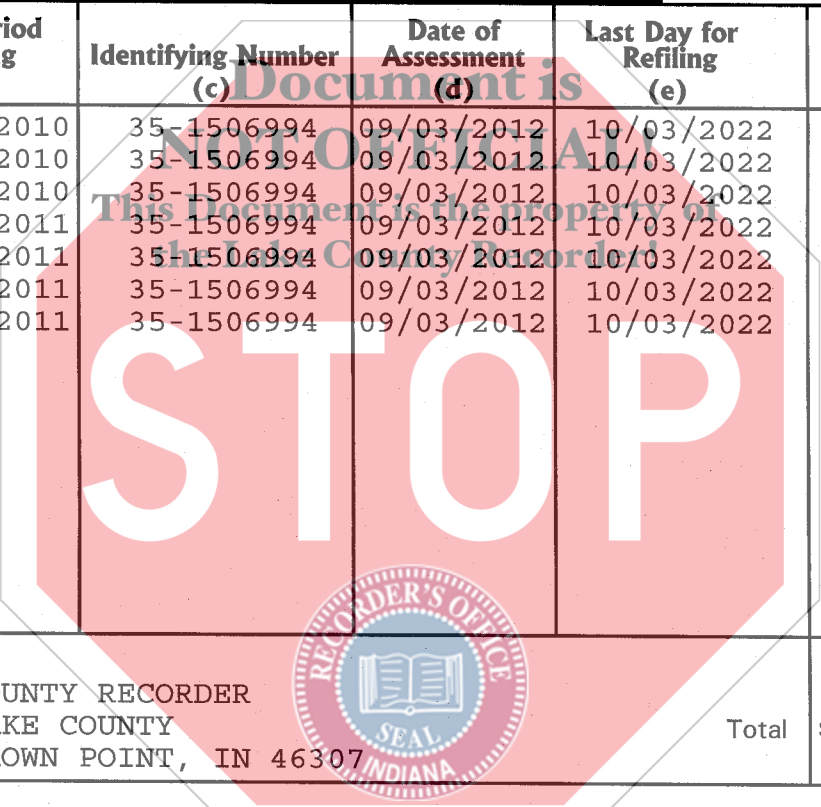 riod Identifying Number Date of Last Day for
g (c) Assessment Refiling
(d) (e)
Document is
NOT OFFICIAL!
This Document is the property of
the Lake County Recorder!
2010 35-1506994 09/03/2012 10/03/2022
2010 35-1506994 09/03/2012 10/03/2022
2010 35-1506994 09/03/2012 10/03/2022
2011 35-1506994 09/03/2012 10/03/2022
2011 35-1506994 09/03/2012 10/03/2022
2011 35-1506994 09/03/2012 10/03/2022
2011 35-1506994 09/03/2012 10/03/2022
STOP
RECORDER'S OFFICE
SEAL
INDIANA
OUNTY RECORDER
AKE COUNTY Total
OWN POINT, IN 46307